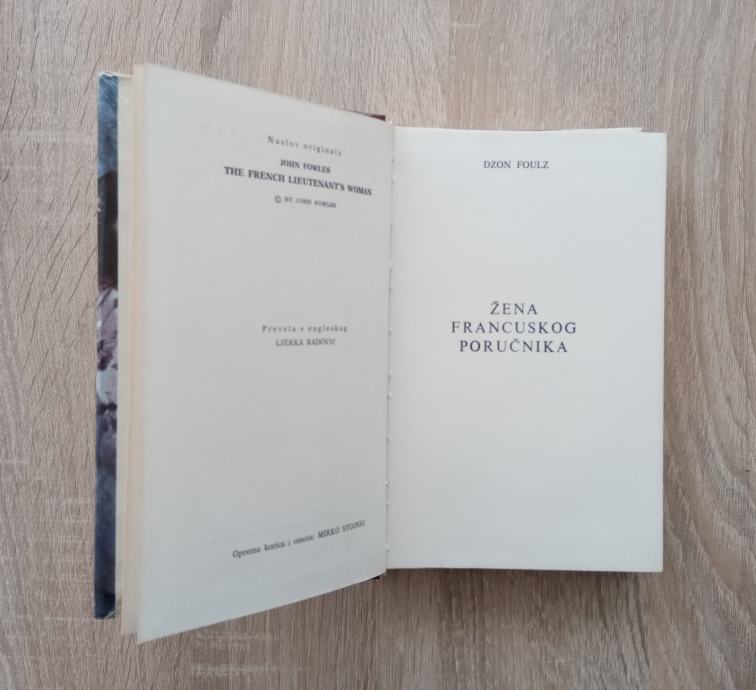 Naslov originala
JOHN FOWLES
THE FRENCH LIEUTENANT'S WOMAN
© BY JOHN FOWLES
Prevela s engleskog
LJERKA RADOVIĆ
Oprema korica i omota: MIRKO STOJNIĆ
DŽON FOULZ
ŽENA
FRANCUSKOG
PORUČNIKA